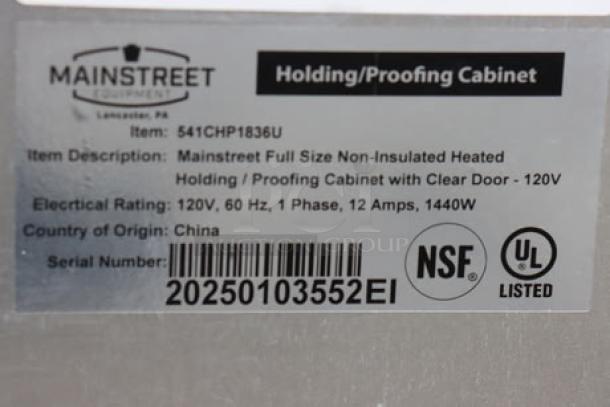 MAINSTREET
EQUIPMENT
Lancaster, PA
Holding/Proofing Cabinet
Item: 541CHP1836U
Item Description: Mainstreet Full Size Non-Insulated Heated
Holding / Proofing Cabinet with Clear Door - 120V
Elecrtical Rating: 120V, 60 Hz, 1 Phase, 12 Amps, 1440W
Country of Origin: China
AUCTION GROUP
Serial Number:
20250103552EI
NSF®
UL
LISTED